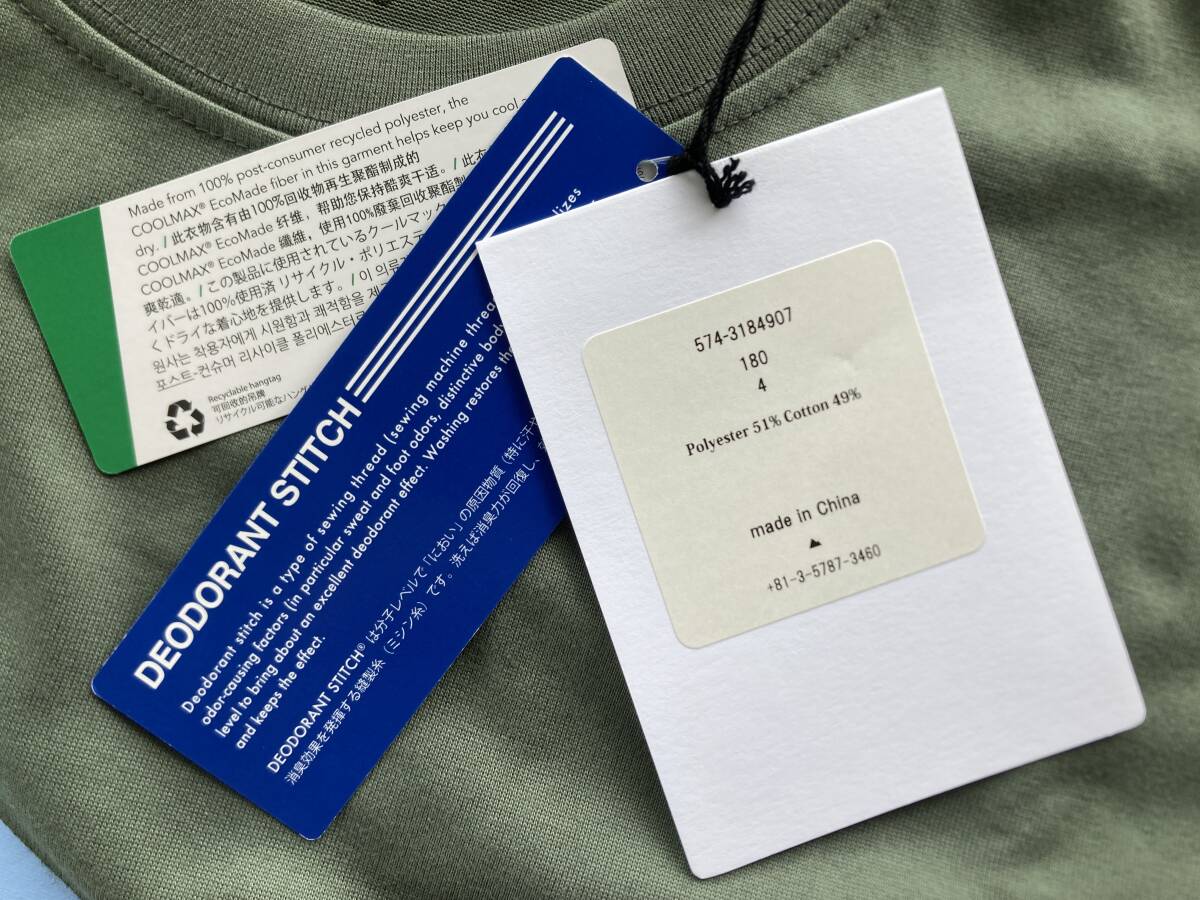 Made from 100% post-consumer recycled polyester, the
COOLMAX® EcoMade fiber in this garment helps keep you cool
dry. / 此衣物含有由100%回收物再生聚酯制成的
COOLMAX® EcoMade 纤维，帮助您保持酷爽干适。/ 此衣
COOLMAX® EcoMade 纖維，使用100%廢棄回收聚酯製
爽乾適。/ この製品に使用されているクールマック
イバーは100%使用済リサイクル・ポリエステ
くドライな着心地を提供します。/ 이 의료
원사는 착용자에게 시원함과 쾌적함을 제
포스트-컨슈머 리사이클 폴리에스터로
Recyclable hangtag
可回收的吊牌
リサイクル可能なハング
DEODORANT STITCH
Deodorant stitch is a type of sewing thread (sewing machine
odor-causing factors (in particular sweat and foot odors, distinctive body
level to bring about an excellent deodorant effect. Washing restores
and keeps the effect.
DEODORANT STITCH® は分子レベルで「におい」の原因物質（特に汗
消臭効果を発揮する縫製糸（ミシン糸）です。洗えば消臭力が回復し、
574-3184907
180
4
Polyester 51% Cotton 49%
made in China
▲
+81-3-5787-3460